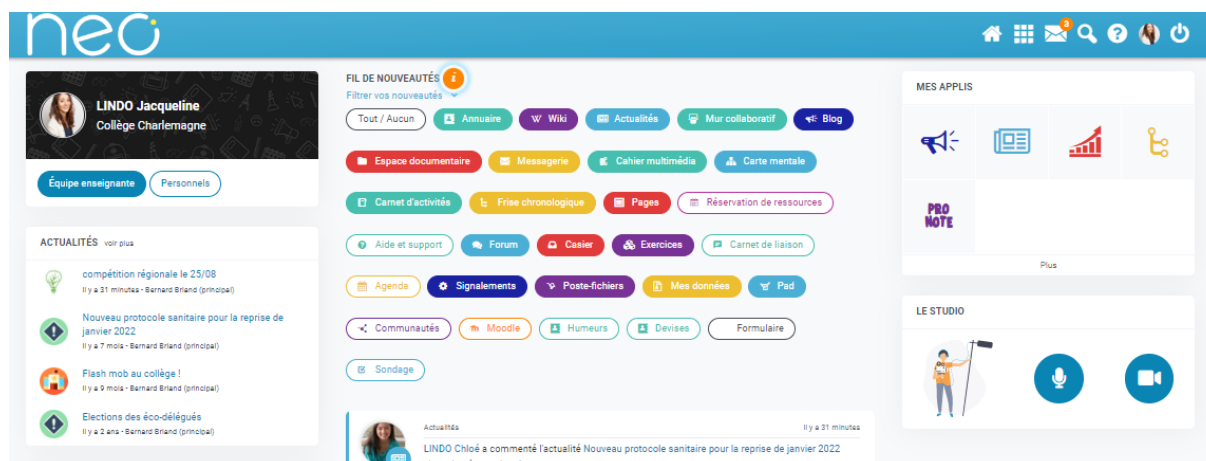 neo
3
LINDO Jacqueline
Collège Charlemagne
Équipe enseignante
Personnels
ACTUALITÉS voir plus
compétition régionale le 25/08
Il y a 31 minutes - Bernard Briand (principal)
Nouveau protocole sanitaire pour la reprise de
janvier 2022
Il y a 7 mois - Bernard Briand (principal)
Flash mob au collège !
Il y a 9 mois - Bernard Briand (principal)
Elections des éco-délégués
Il y a 2 ans - Bernard Briand (principal)
FIL DE NOUVEAUTÉS i
Filtrer vos nouveautés
Tout / Aucun
Annuaire
W Wiki
Actualités
Mur collaboratif
Blog
Espace documentaire
Messagerie
Cahier multimédia
Carte mentale
Carnet d'activités
Frise chronologique
Pages
Réservation de ressources
Aide et support
Forum
Casier
Exercices
Carnet de liaison
Agenda
Signalements
Poste-fichiers
Mes données
Pad
Communautés
m Moodle
Humeurs
Devises
Formulaire
Sondage
Actualités
Il y a 31 minutes
LINDO Chloé a commenté l'actualité Nouveau protocole sanitaire pour la reprise de janvier 2022
MES APPLIS
PRO
NOTE
Plus
LE STUDIO